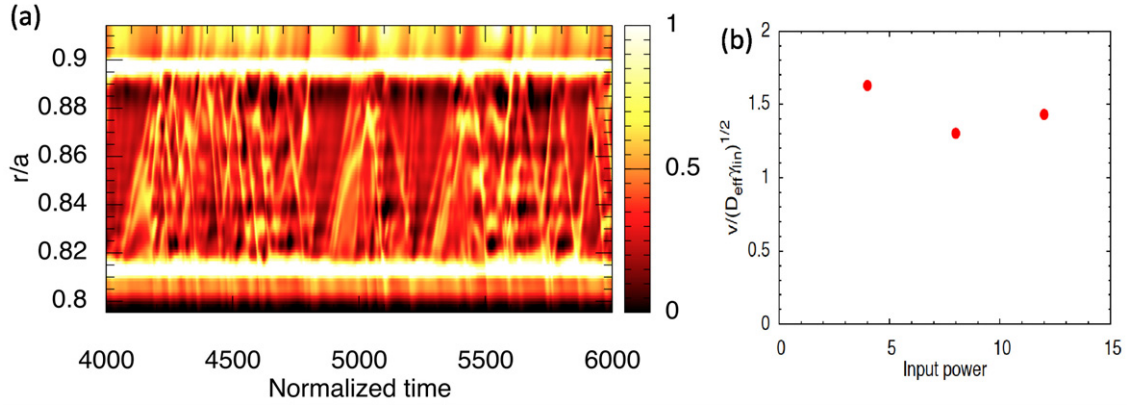 (a)
r/a
0.9
0.88
0.86
0.84
0.82
0.8
4000 4500 5000 5500 6000
Normalized time
1
0.5
0
(b)
v/(D_eff γ_lin)^1/2
2
1.5
1
0.5
0
0 5 10 15
Input power